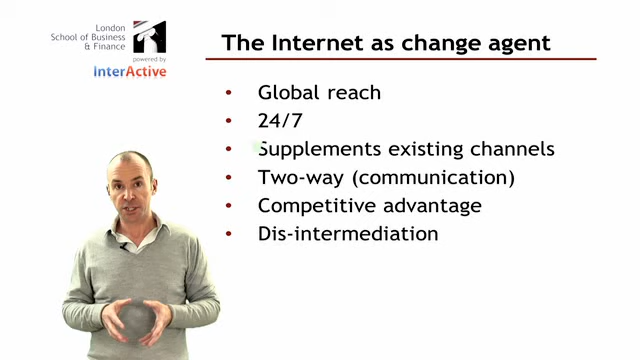 London
School of Business
& Finance
powered by
InterActive
The Internet as change agent
• Global reach
• 24/7
• Supplements existing channels
• Two-way (communication)
• Competitive advantage
• Dis-intermediation